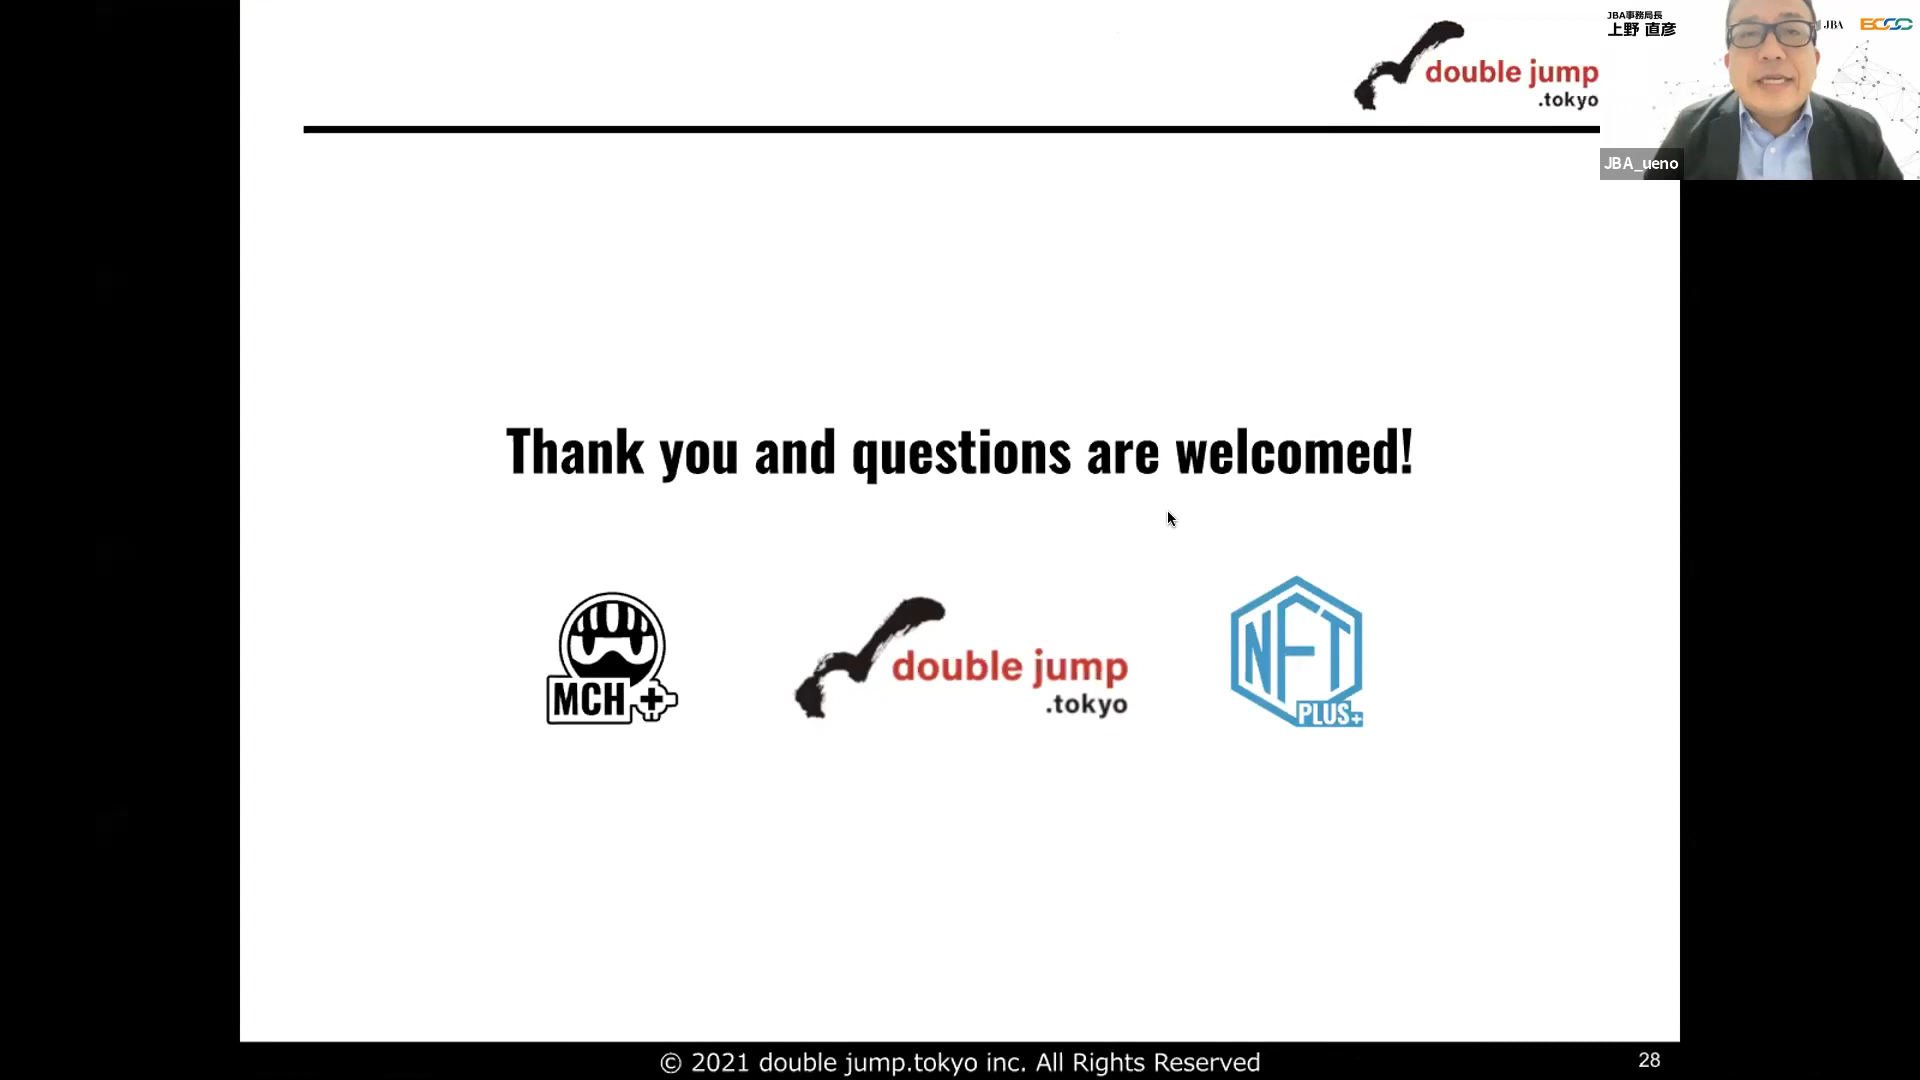 double jump
.tokyo
JBA事務局長
上野 直彦
JBA
BCCC
JBA_ueno
Thank you and questions are welcomed!
MCH+
double jump
.tokyo
NFT
PLUS+
© 2021 double jump.tokyo inc. All Rights Reserved
28